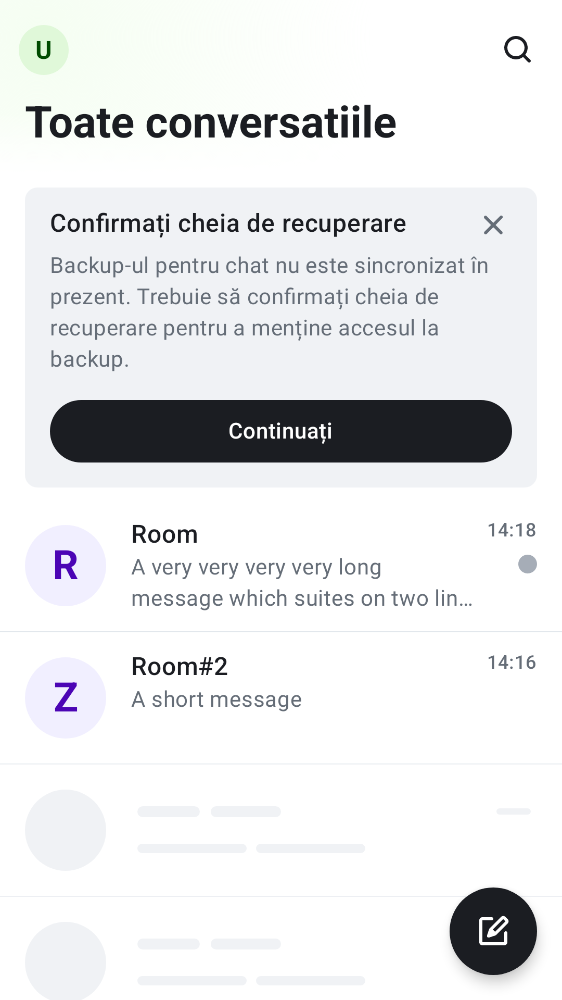 U
Toate conversatiile
Confirmați cheia de recuperare
Backup-ul pentru chat nu este sincronizat în
prezent. Trebuie să confirmați cheia de
recuperare pentru a menține accesul la
backup.
Continuați
R
Room
14:18
A very very very very long
message which suites on two lin…
Z
Room#2
14:16
A short message